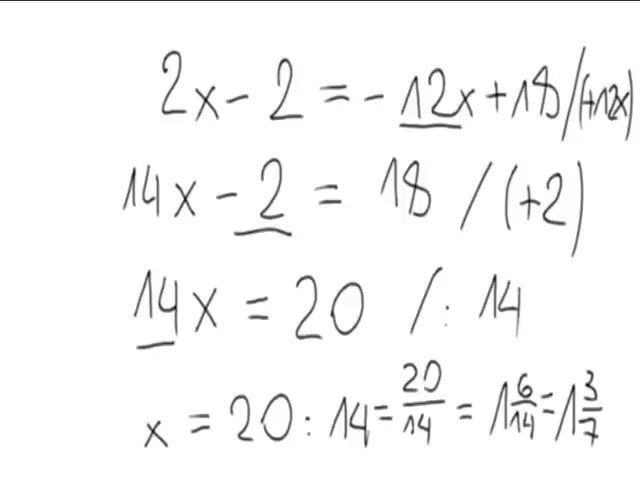 2x - 2 = - 12x + 18 / (+12x)
14x - 2 = 18 / (+2)
14x = 20 / : 14
x = 20 : 14 = 20/14 = 1 6/14 = 1 3/7